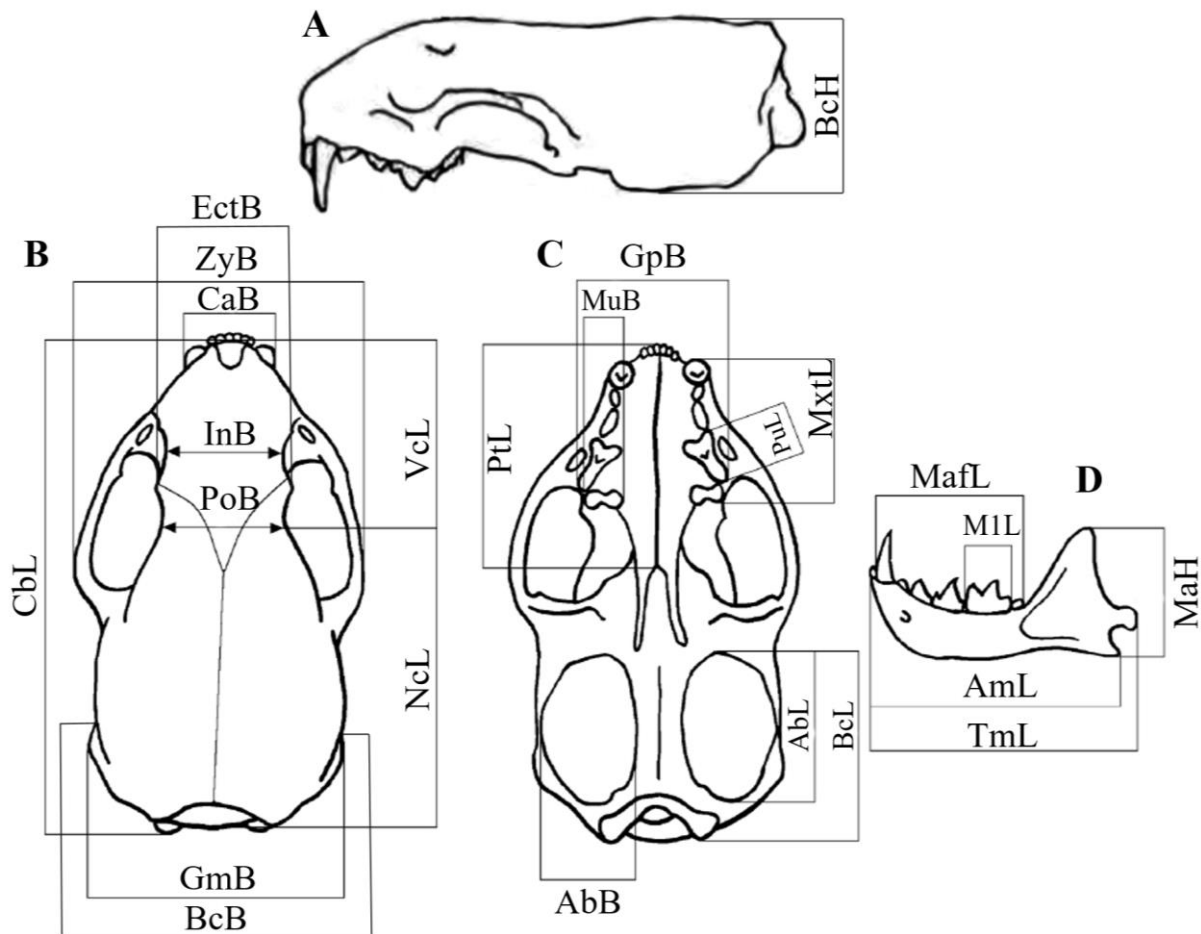 A
BcH
B
EctB
ZyB
CaB
InB
PoB
VcL
CbL
NcL
GmB
BcB
C
GpB
MuB
MxtL
PuL
PtL
AbL
BcL
AbB
D
MafL
M1L
MaH
AmL
TmL